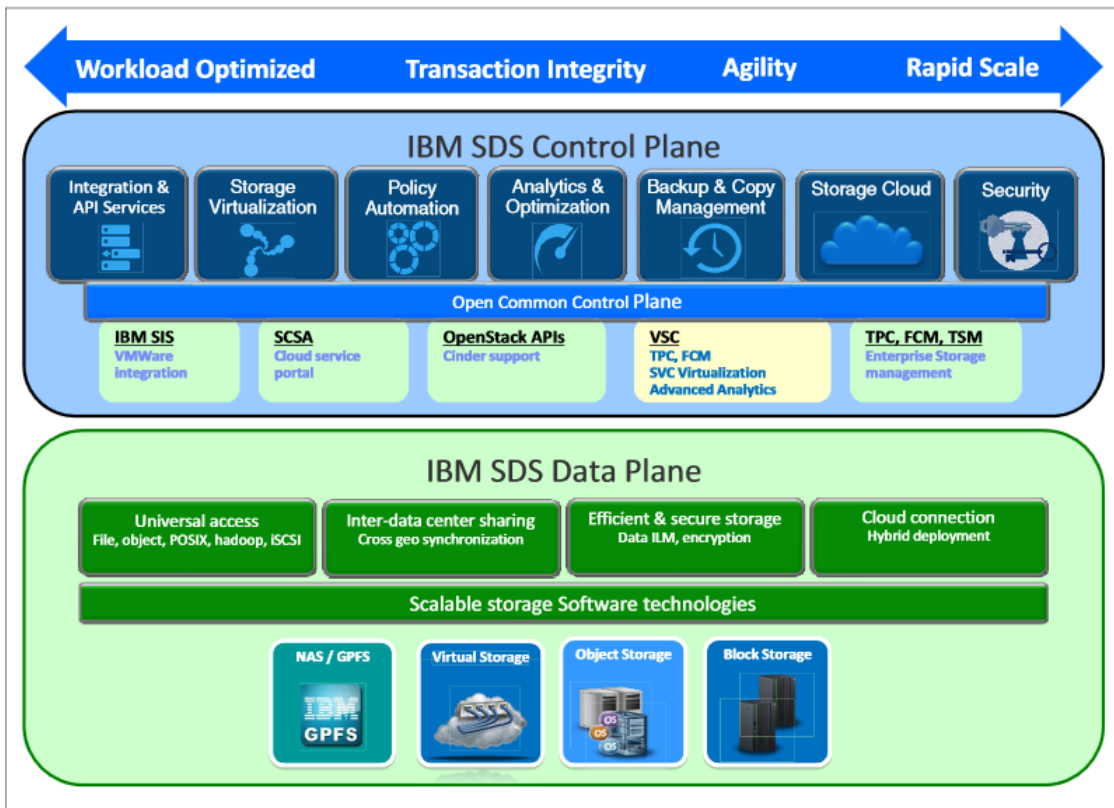 Workload Optimized Transaction Integrity Agility Rapid Scale
IBM SDS Control Plane
Integration &
API Services
Storage
Virtualization
Policy
Automation
Analytics &
Optimization
Backup & Copy
Management
Storage Cloud
Security
Open Common Control Plane
IBM SIS
VMWare
integration
SCSA
Cloud service
portal
OpenStack APIs
Cinder support
VSC
TPC, FCM
SVC Virtualization
Advanced Analytics
TPC, FCM, TSM
Enterprise Storage
management
IBM SDS Data Plane
Universal access
File, object, POSIX, hadoop, iSCSI
Inter-data center sharing
Cross geo synchronization
Efficient & secure storage
Data ILM, encryption
Cloud connection
Hybrid deployment
Scalable storage Software technologies
NAS / GPFS
IBM
GPFS
Virtual Storage
Object Storage
OS
OS
OS
Block Storage